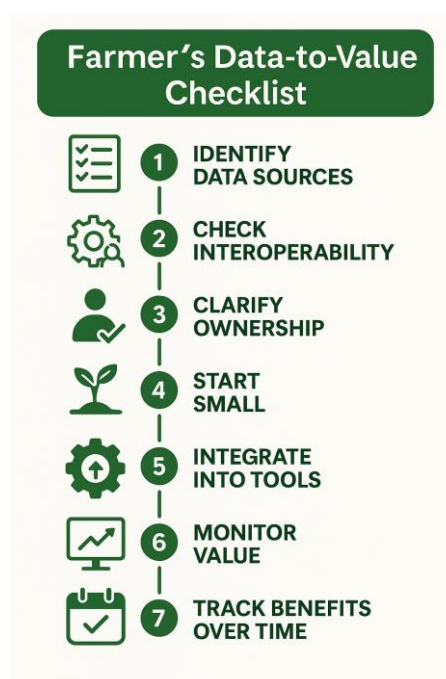 Farmer's Data-to-Value
Checklist
1 IDENTIFY
DATA SOURCES
2 CHECK
INTEROPERABILITY
3 CLARIFY
OWNERSHIP
4 START
SMALL
5 INTEGRATE
INTO TOOLS
6 MONITOR
VALUE
7 TRACK BENEFITS
OVER TIME